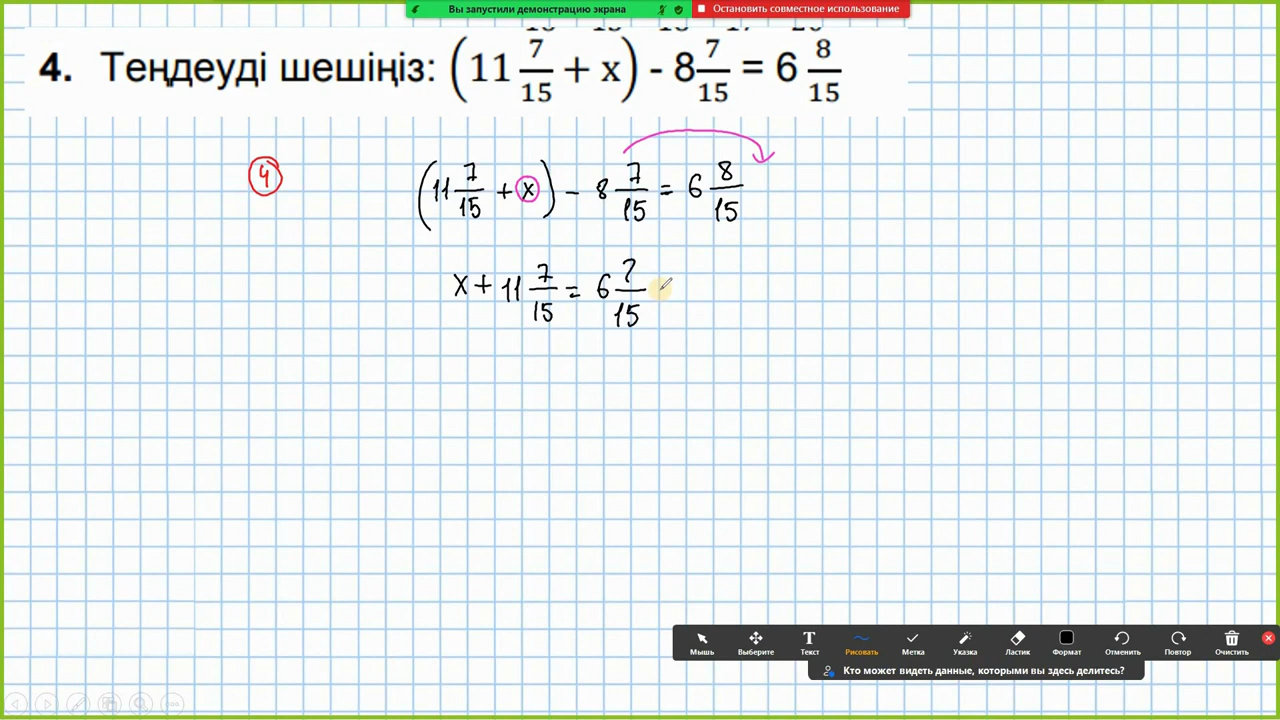 Вы запустили демонстрацию экрана
Остановить совместное использование
4. Теңдеуді шешіңіз: (11 7/15 + x) - 8 7/15 = 6 8/15
4
(11 7/15 + x) - 8 7/15 = 6 8/15
x + 11 7/15 = 6 ?/15
Мышь
Выберите
Текст
Рисовать
Метка
Указка
Ластик
Формат
Отменить
Повтор
Очистить
Кто может видеть данные, которыми вы здесь делитесь?